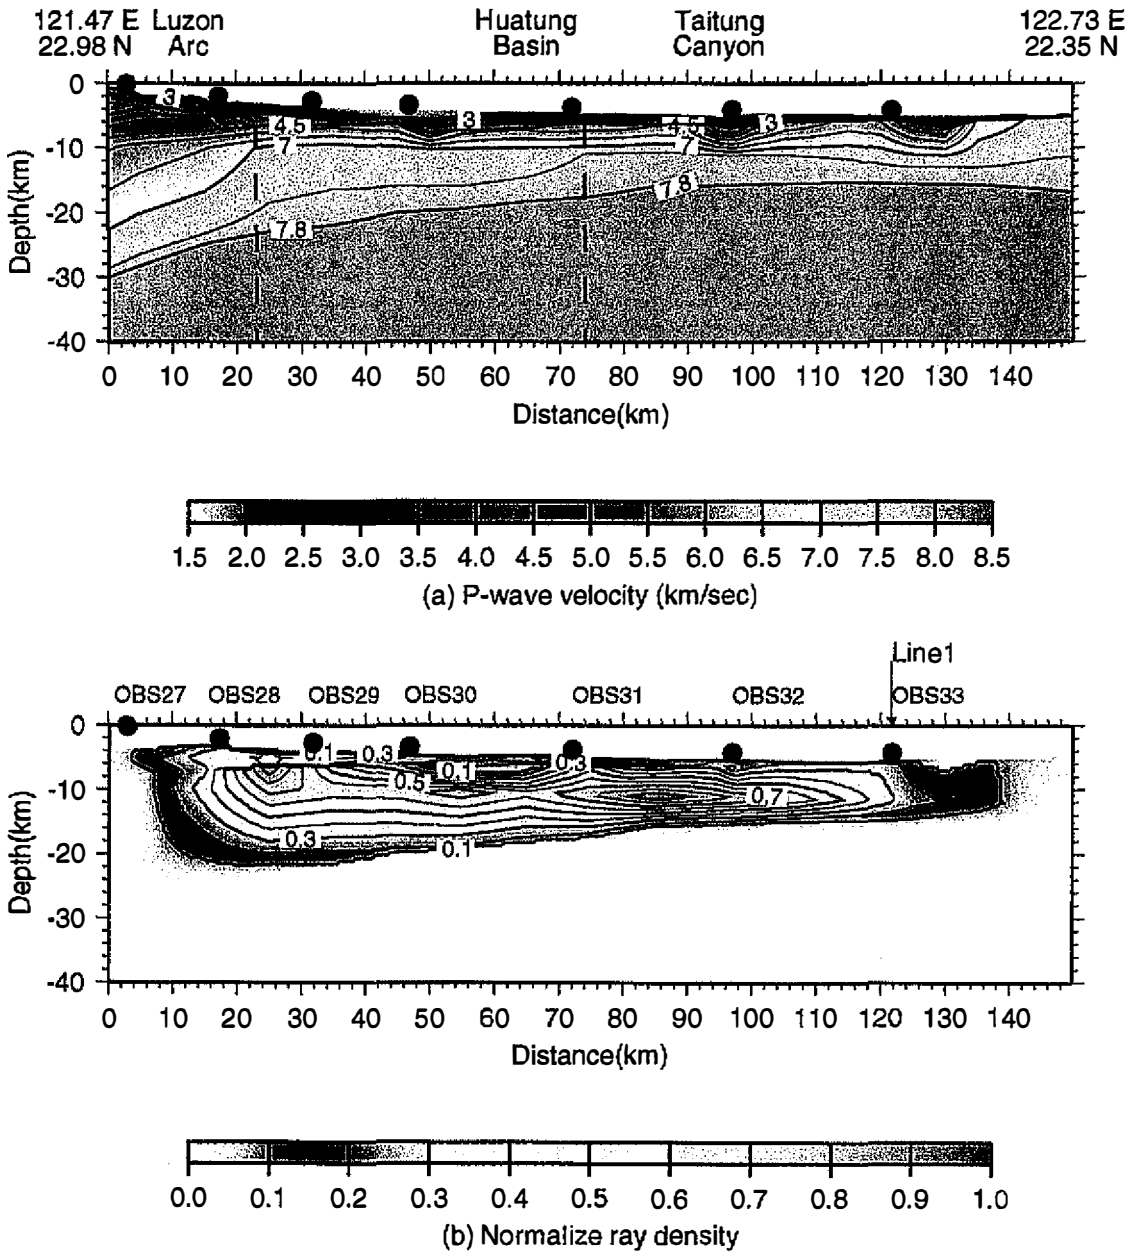 121.47 E Luzon Huatung Taitung 122.73 E
22.98 N Arc Basin Canyon 22.35 N
0
-10
-20
-30
-40
Depth(km)
3
4.5
7
7.8
3
4.5
7
3
7.8
7.8
0 10 20 30 40 50 60 70 80 90 100 110 120 130 140
Distance(km)
1.5 2.0 2.5 3.0 3.5 4.0 4.5 5.0 5.5 6.0 6.5 7.0 7.5 8.0 8.5
(a) P-wave velocity (km/sec)
Line1
OBS27 OBS28 OBS29 OBS30 OBS31 OBS32 OBS33
0
-10
-20
-30
-40
Depth(km)
0.1
0.3
0.1
0.3
0.5
0.7
0.3
0.1
0 10 20 30 40 50 60 70 80 90 100 110 120 130 140
Distance(km)
0.0 0.1 0.2 0.3 0.4 0.5 0.6 0.7 0.8 0.9 1.0
(b) Normalize ray density